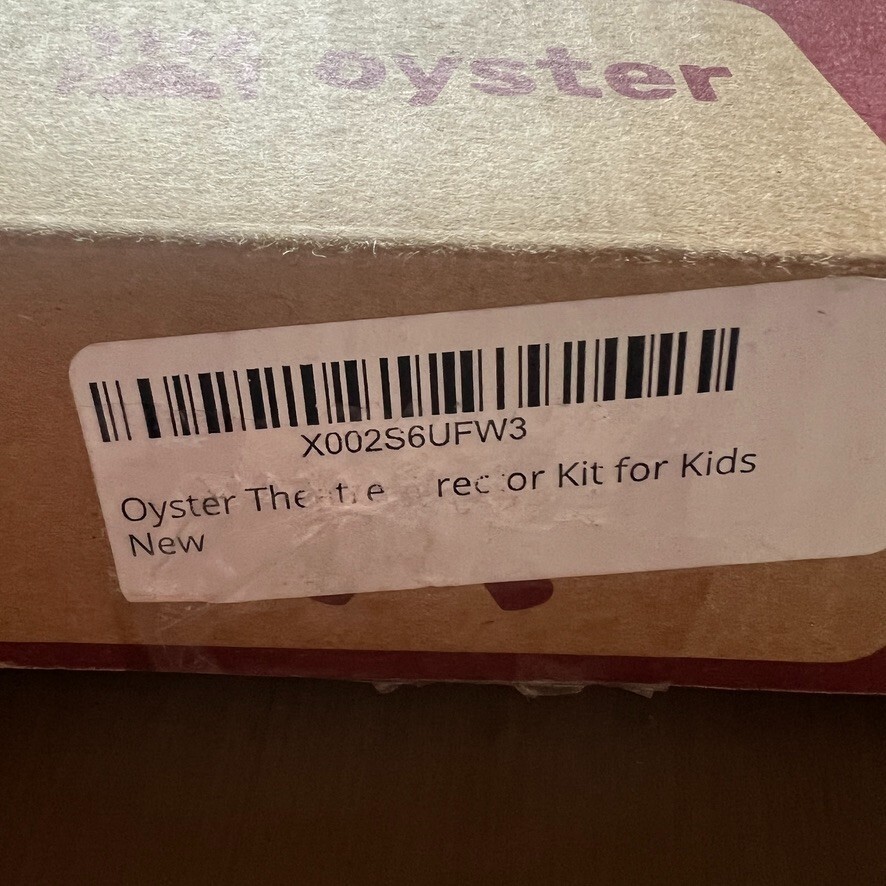 oyster
X002S6UFW3
Oyster Kit for Kids
New